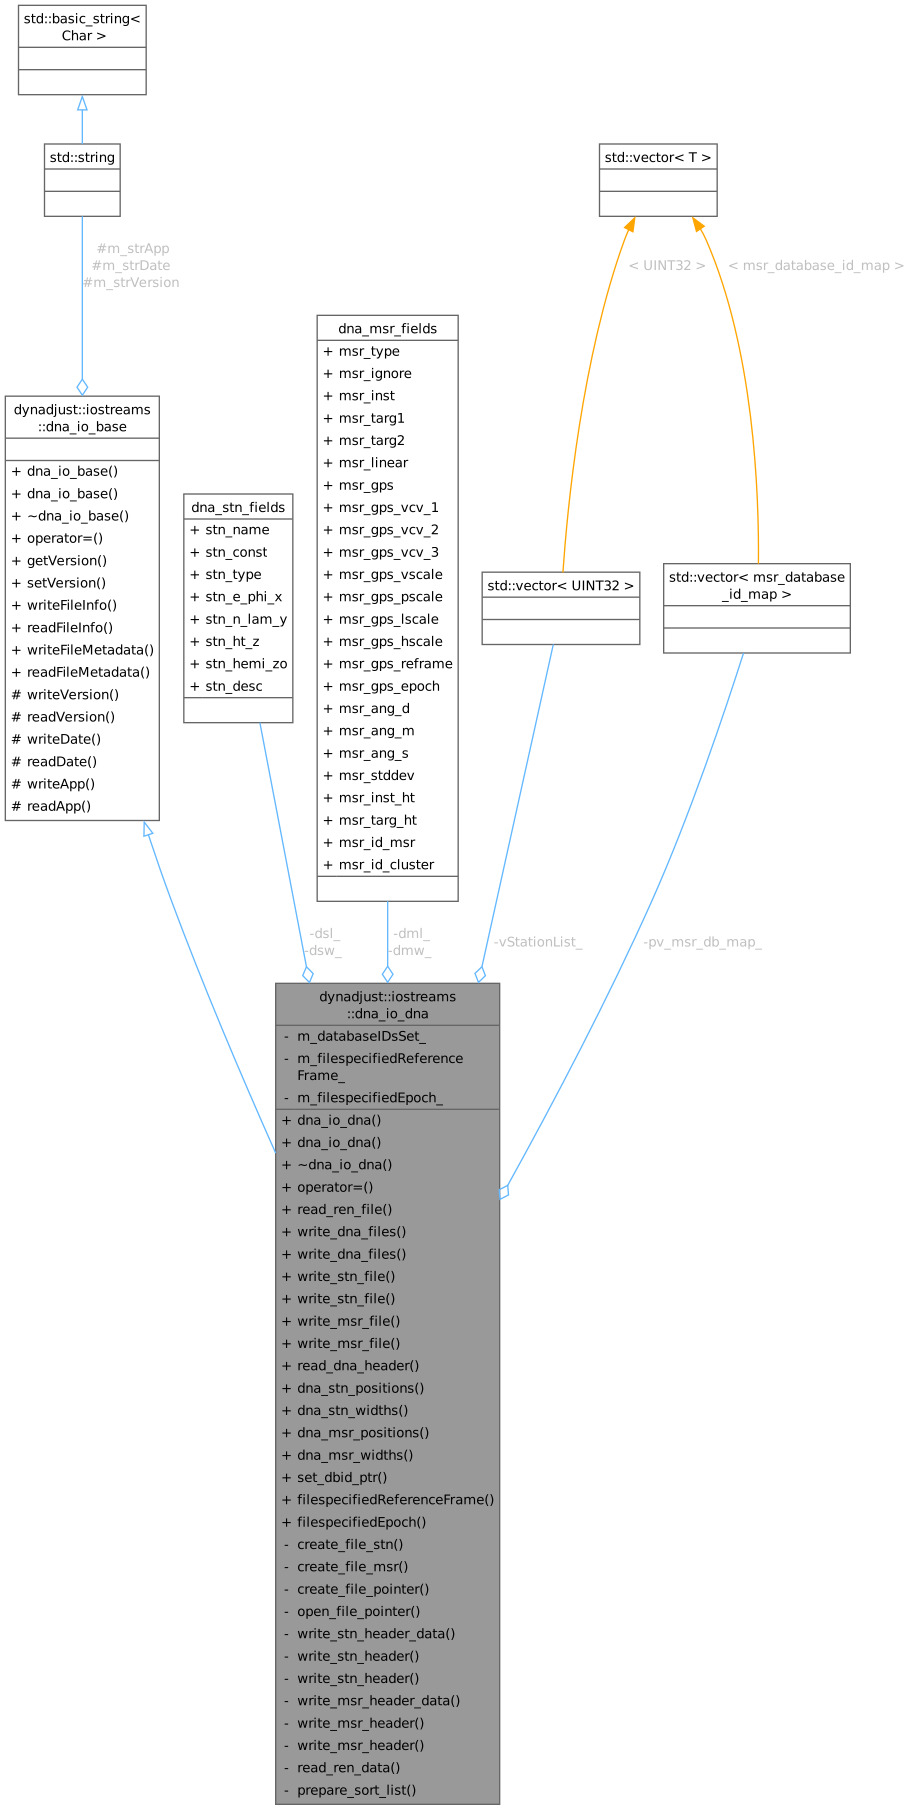 std::basic_string<
Char >
std::string
std::vector< T >
#m_strApp
#m_strDate
#m_strVersion
< UINT32 >
< msr_database_id_map >
dna_msr_fields
+ msr_type
+ msr_ignore
+ msr_inst
+ msr_targ1
+ msr_targ2
+ msr_linear
+ msr_gps
+ msr_gps_vcv_1
+ msr_gps_vcv_2
+ msr_gps_vcv_3
+ msr_gps_vscale
+ msr_gps_pscale
+ msr_gps_lscale
+ msr_gps_hscale
+ msr_gps_reframe
+ msr_gps_epoch
+ msr_ang_d
+ msr_ang_m
+ msr_ang_s
+ msr_stddev
+ msr_inst_ht
+ msr_targ_ht
+ msr_id_msr
+ msr_id_cluster
dynadjust::iostreams
::dna_io_base
+ dna_io_base()
+ dna_io_base()
+ ~dna_io_base()
+ operator=()
+ getVersion()
+ setVersion()
+ writeFileInfo()
+ readFileInfo()
+ writeFileMetadata()
+ readFileMetadata()
# writeVersion()
# readVersion()
# writeDate()
# readDate()
# writeApp()
# readApp()
dna_stn_fields
+ stn_name
+ stn_const
+ stn_type
+ stn_e_phi_x
+ stn_n_lam_y
+ stn_ht_z
+ stn_hemi_zo
+ stn_desc
std::vector< UINT32 >
std::vector< msr_database
_id_map >
-dsl_
-dsw_
-dml_
-dmw_
-vStationList_
-pv_msr_db_map_
dynadjust::iostreams
::dna_io_dna
- m_databaseIDsSet_
- m_filespecifiedReference
Frame_
- m_filespecifiedEpoch_
+ dna_io_dna()
+ dna_io_dna()
+ ~dna_io_dna()
+ operator=()
+ read_ren_file()
+ write_dna_files()
+ write_dna_files()
+ write_stn_file()
+ write_stn_file()
+ write_msr_file()
+ write_msr_file()
+ read_dna_header()
+ dna_stn_positions()
+ dna_stn_widths()
+ dna_msr_positions()
+ dna_msr_widths()
+ set_dbid_ptr()
+ filespecifiedReferenceFrame()
+ filespecifiedEpoch()
- create_file_stn()
- create_file_msr()
- create_file_pointer()
- open_file_pointer()
- write_stn_header_data()
- write_stn_header()
- write_stn_header()
- write_msr_header_data()
- write_msr_header()
- write_msr_header()
- read_ren_data()
- prepare_sort_list()